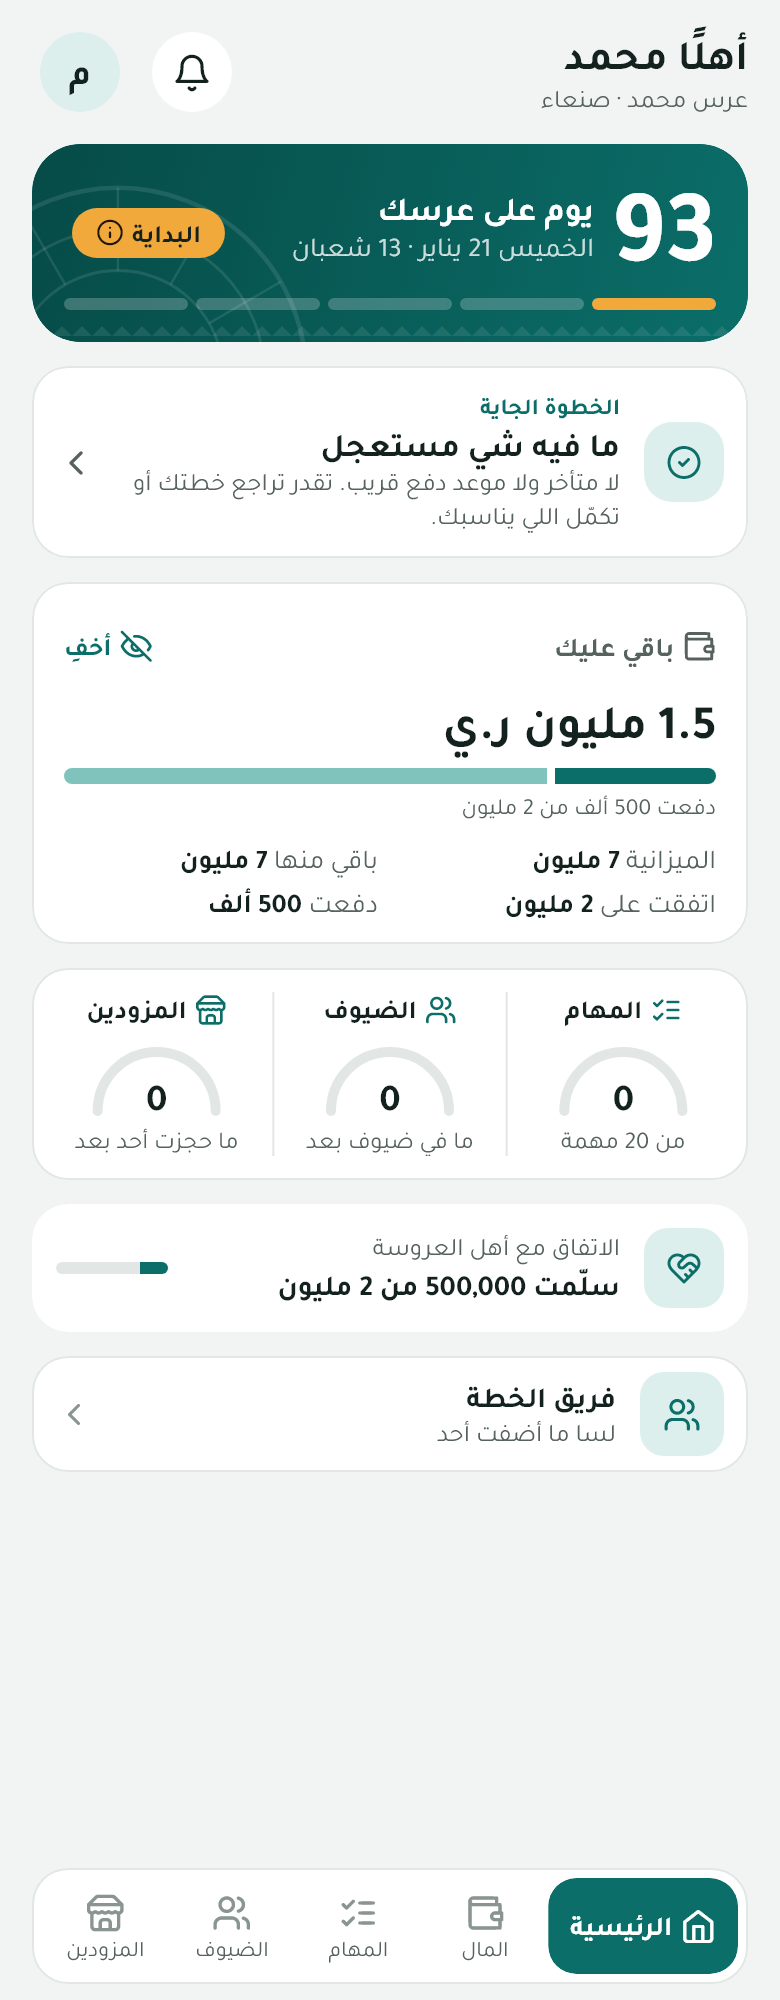 أهلًا محمد
عرس محمد · صنعاء
م
93
يوم على عرسك
الخميس 21 يناير · 13 شعبان
البداية
الخطوة الجاية
ما فيه شي مستعجل
لا متأخر ولا موعد دفع قريب. تقدر تراجع خطتك أو
تكمّل اللي يناسبك.
باقي عليك
أخفِ
1.5 مليون ر.ي
دفعت 500 ألف من 2 مليون
الميزانية 7 مليون
باقي منها 7 مليون
اتفقت على 2 مليون
دفعت 500 ألف
المهام
الضيوف
المزودين
0
0
0
من 20 مهمة
ما في ضيوف بعد
ما حجزت أحد بعد
الاتفاق مع أهل العروسة
سلّمت 500,000 من 2 مليون
فريق الخطة
لسا ما أضفت أحد
الرئيسية
المال
المهام
الضيوف
المزودين